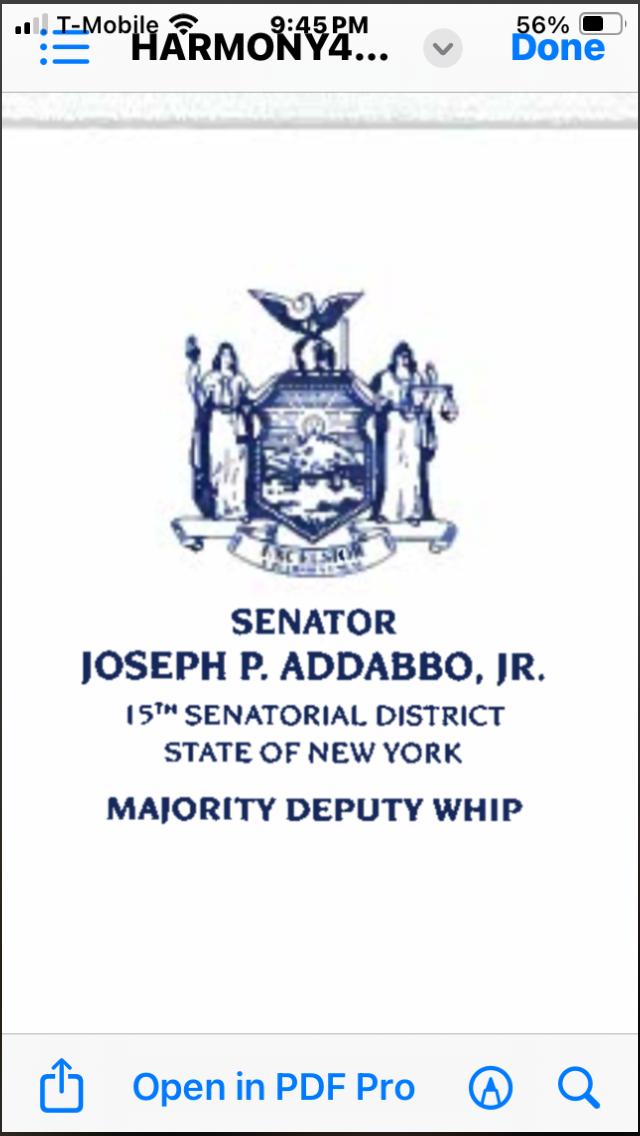 T-Mobile 9:45 PM 56%
HARMONY4... Done
EXCELSIOR
SENATOR
JOSEPH P. ADDABBO, JR.
15TH SENATORIAL DISTRICT
STATE OF NEW YORK
MAJORITY DEPUTY WHIP
Open in PDF Pro